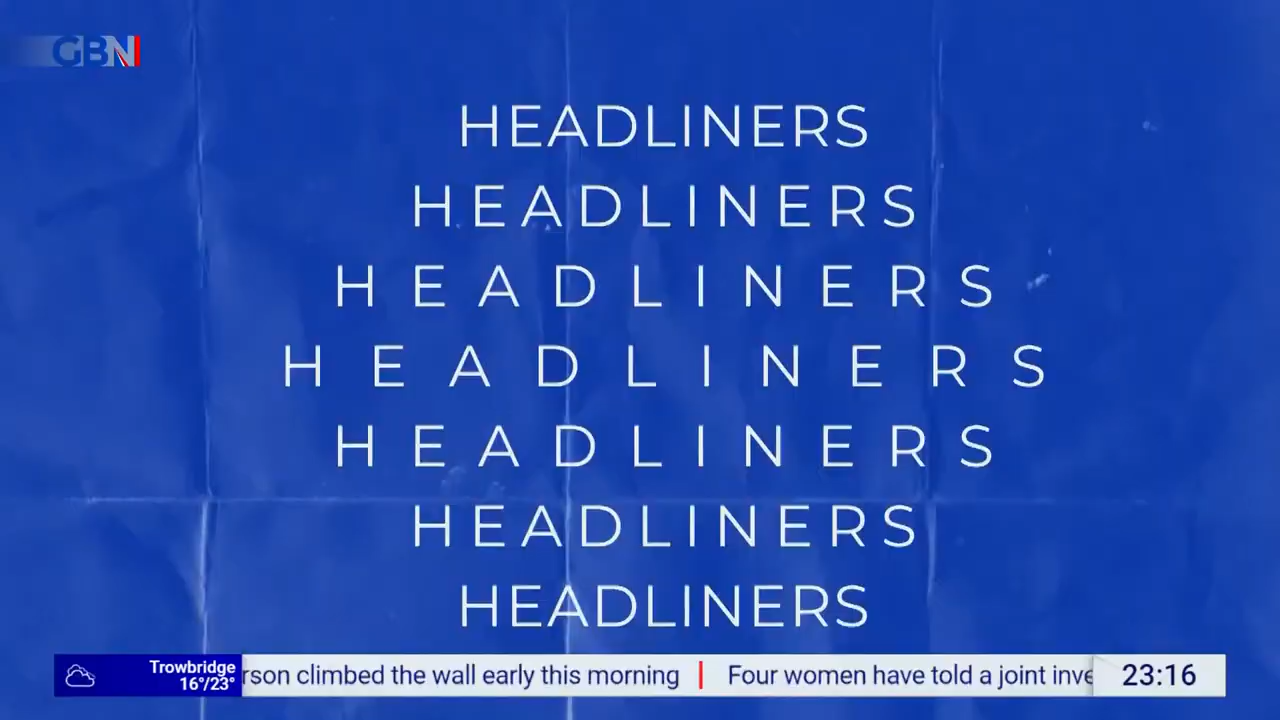 GBN
HEADLINERS
HEADLINERS
HEADLINERS
HEADLINERS
HEADLINERS
HEADLINERS
HEADLINERS
Trowbridge
16°/23°
rson climbed the wall early this morning | Four women have told a joint inve
23:16